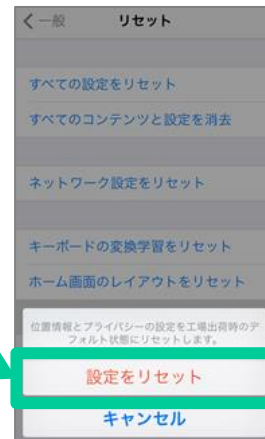 一般 リセット
すべての設定をリセット
すべてのコンテンツと設定を消去
ネットワーク設定をリセット
キーボードの変換学習をリセット
ホーム画面のレイアウトをリセット
位置情報とプライバシーの設定を工場出荷時のデ
フォルト状態にリセットします。
設定をリセット
キャンセル